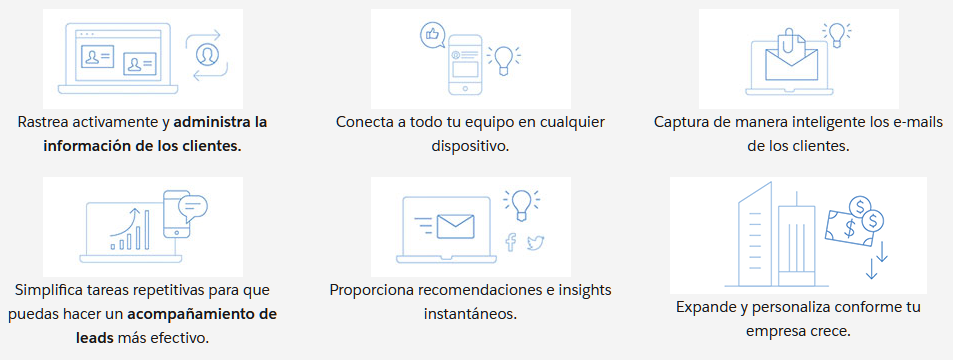 Rastrea activamente y administra la
información de los clientes.
Conecta a todo tu equipo en cualquier
dispositivo.
Captura de manera inteligente los e-mails
de los clientes.
Simplifica tareas repetitivas para que
puedas hacer un acompañamiento de
leads más efectivo.
Proporciona recomendaciones e insights
instantáneos.
$ $
$
Expande y personaliza conforme tu
empresa crece.